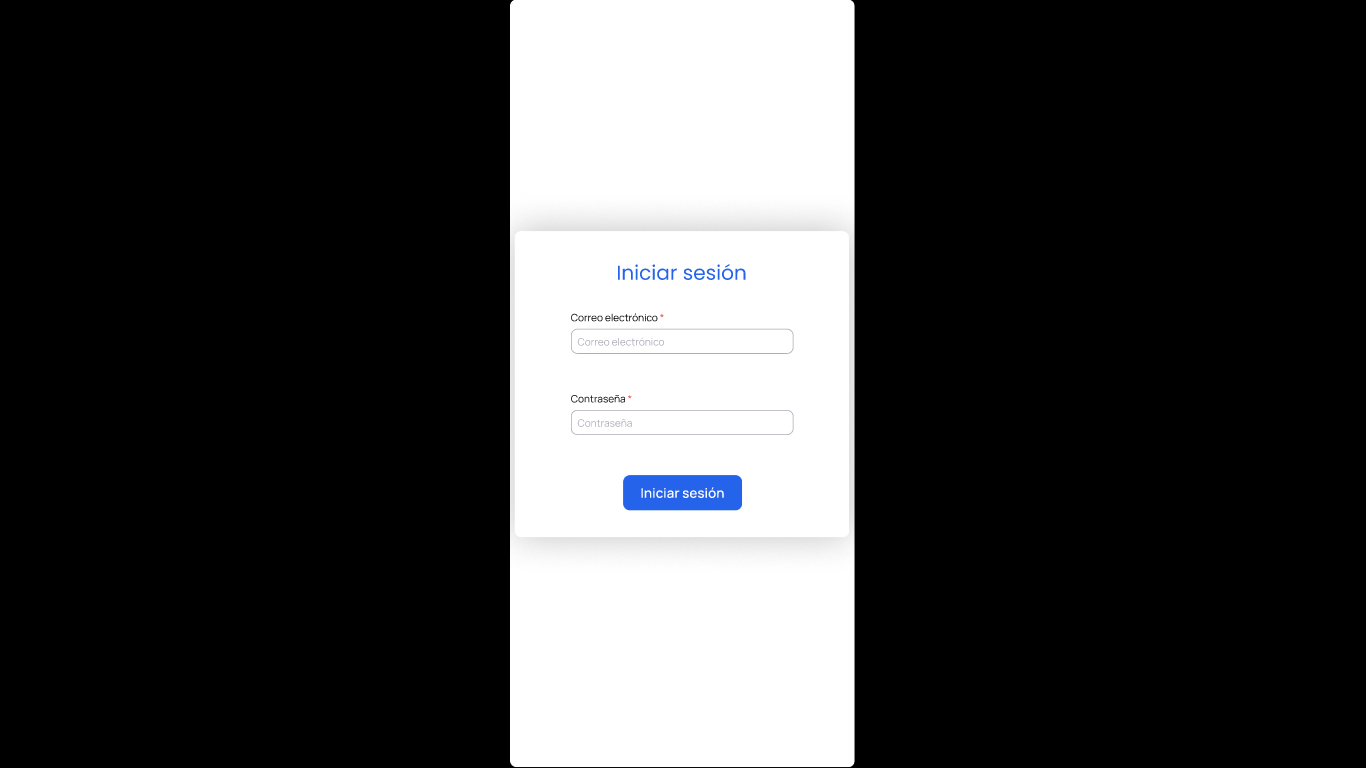 Iniciar sesión
Correo electrónico *
Correo electrónico
Contraseña *
Contraseña
Iniciar sesión